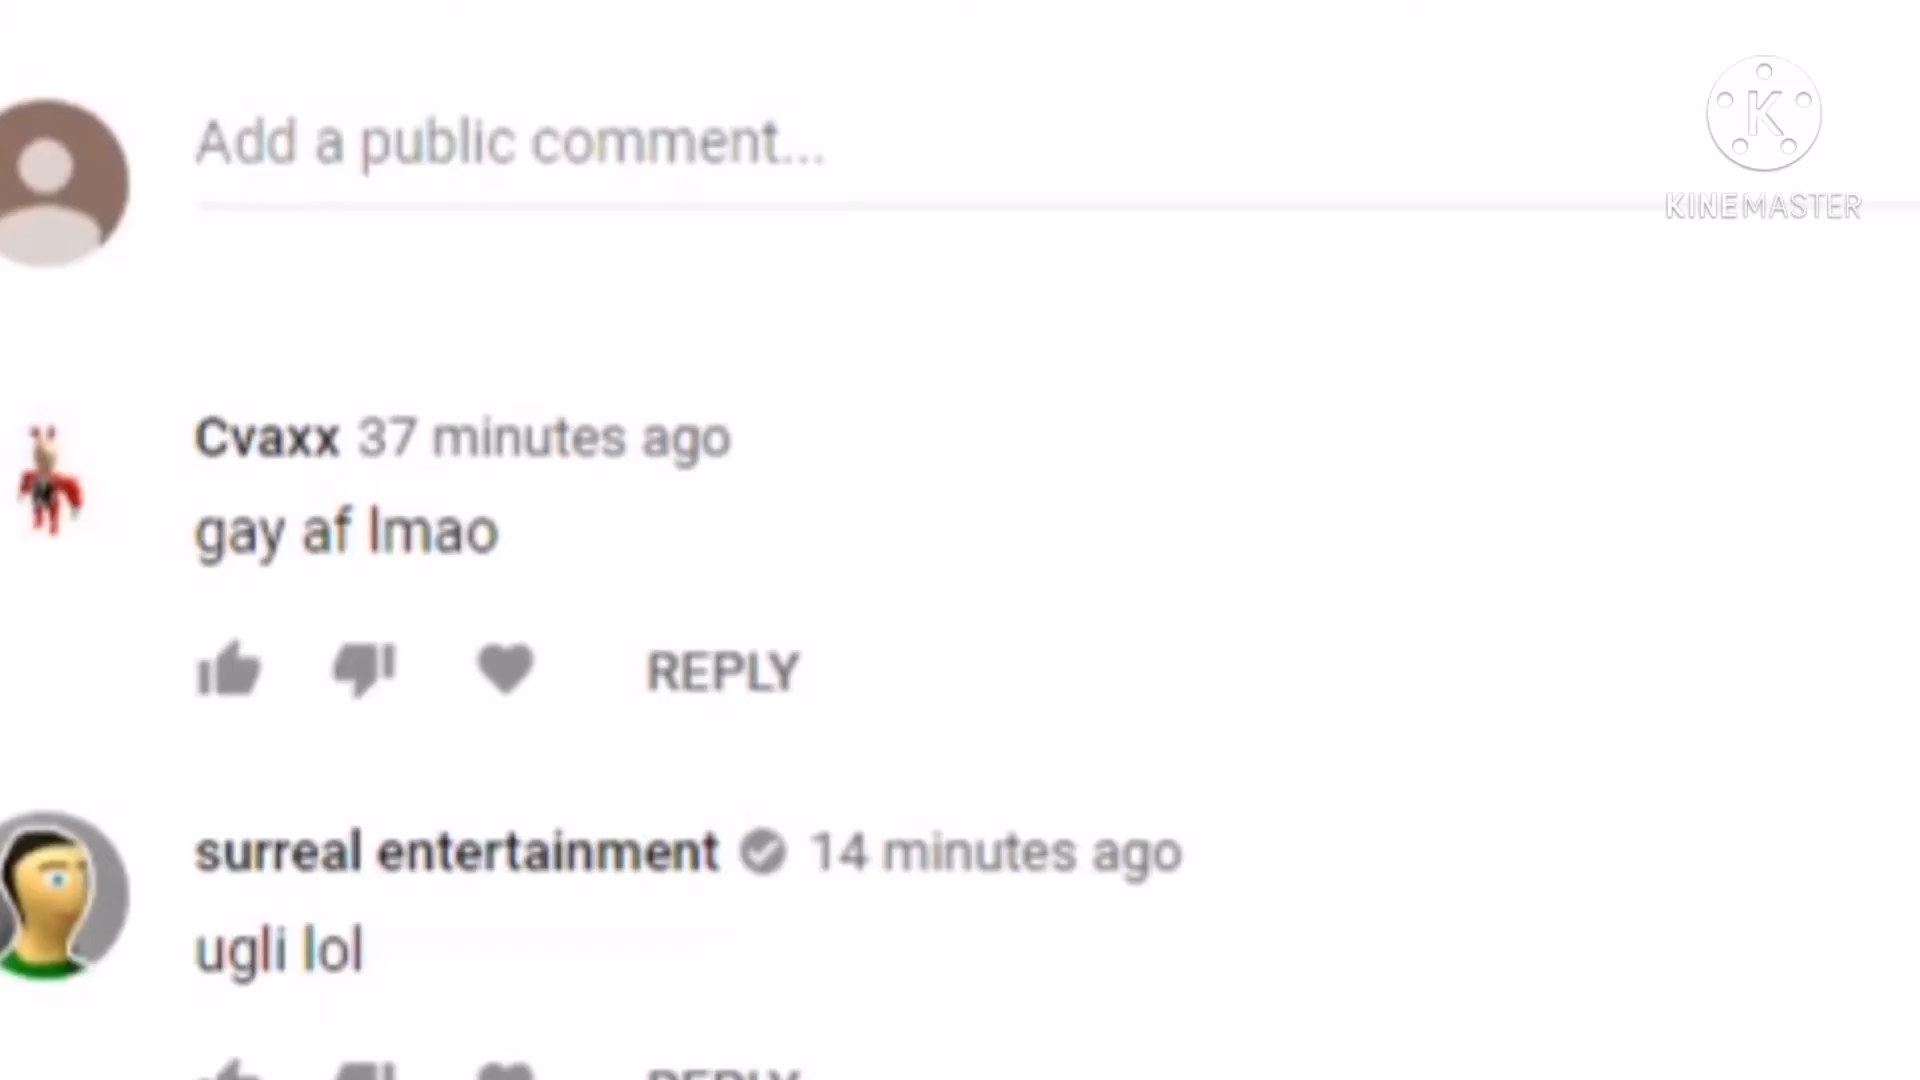 Add a public comment...
K
KINEMASTER
Cvaxx 37 minutes ago
gay af lmao
REPLY
surreal entertainment 14 minutes ago
ugli lol
REPLY